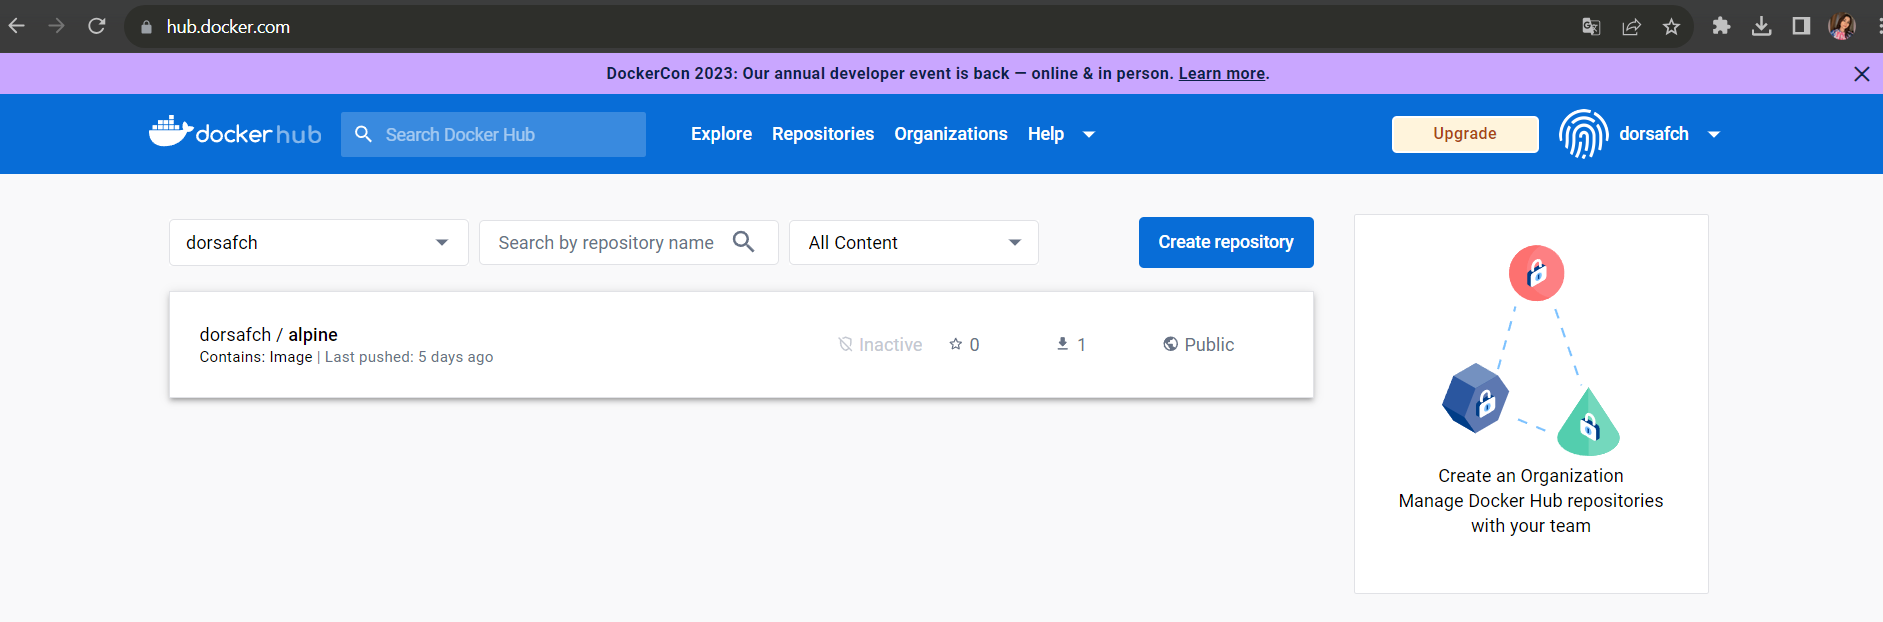 hub.docker.com
DockerCon 2023: Our annual developer event is back — online & in person. Learn more.
docker hub
Search Docker Hub
Explore
Repositories
Organizations
Help
Upgrade
dorsafch
dorsafch
Search by repository name
All Content
Create repository
dorsafch / alpine
Contains: Image | Last pushed: 5 days ago
Inactive
0
1
Public
Create an Organization
Manage Docker Hub repositories
with your team